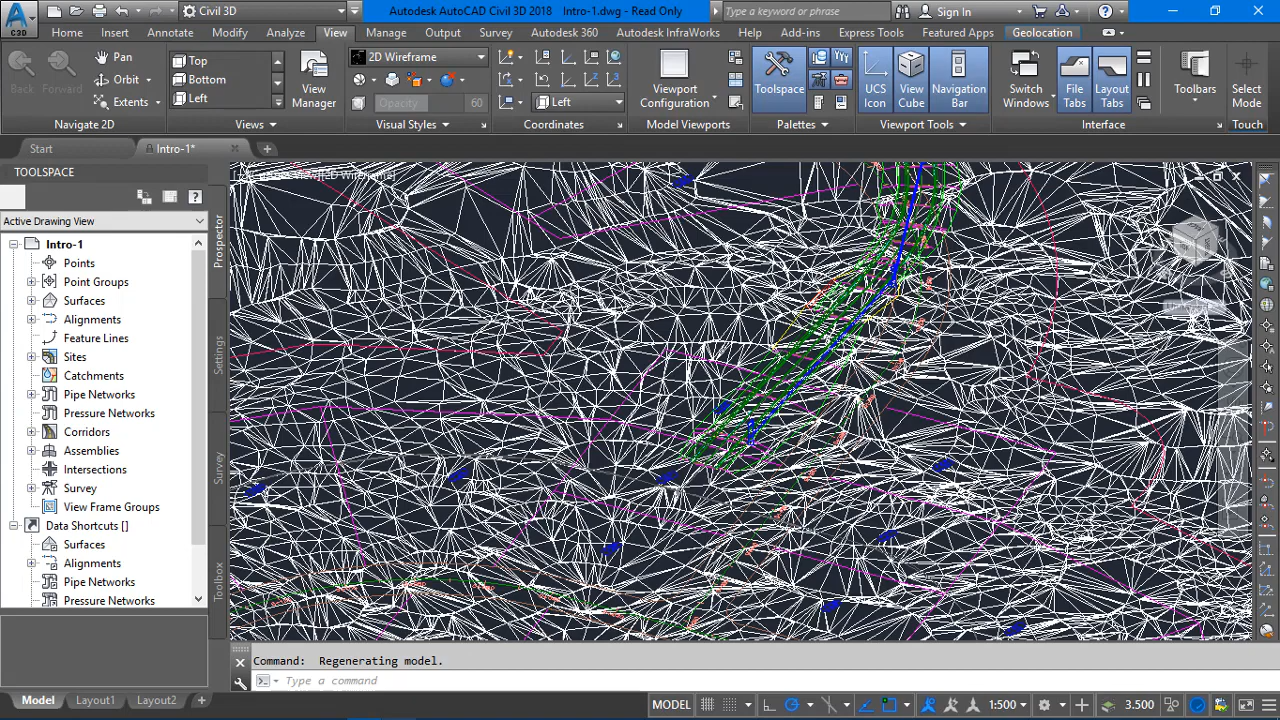 Civil 3D
Autodesk AutoCAD Civil 3D 2018 Intro-1.dwg - Read Only
Type a keyword or phrase
Sign In
C3D
Home Insert Annotate Modify Analyze View Manage Output Survey Autodesk 360 Autodesk InfraWorks Help Add-ins Express Tools Featured Apps Geolocation
Back
Forward
Pan
Orbit
Extents
Navigate 2D
Top
Bottom
Left
View
Manager
Views
2D Wireframe
Opacity 60
Visual Styles
Left
Coordinates
Viewport
Configuration
Model Viewports
Toolspace
Palettes
UCS
Icon
View
Cube
Navigation
Bar
Viewport Tools
Switch
Windows
File
Tabs
Layout
Tabs
Interface
Toolbars
Select
Mode
Touch
Start
Intro-1*
TOOLSPACE
Active Drawing View
Intro-1
Points
Point Groups
Surfaces
Alignments
Feature Lines
Sites
Catchments
Pipe Networks
Pressure Networks
Corridors
Assemblies
Intersections
Survey
View Frame Groups
Data Shortcuts []
Surfaces
Alignments
Pipe Networks
Pressure Networks
Prospector
Settings
Survey
Toolbox
Command: Regenerating model.
Type a command
Model Layout1 Layout2
MODEL
1:500
3.500